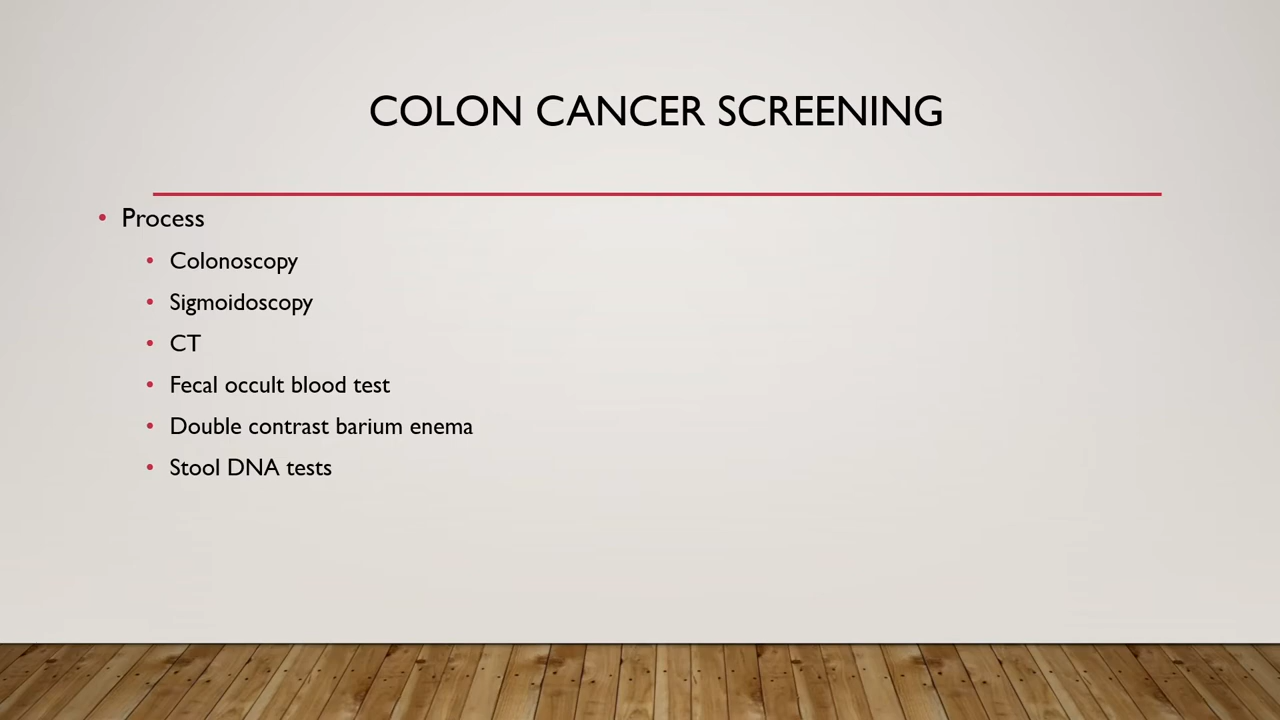 COLON CANCER SCREENING
• Process
• Colonoscopy
• Sigmoidoscopy
• CT
• Fecal occult blood test
• Double contrast barium enema
• Stool DNA tests